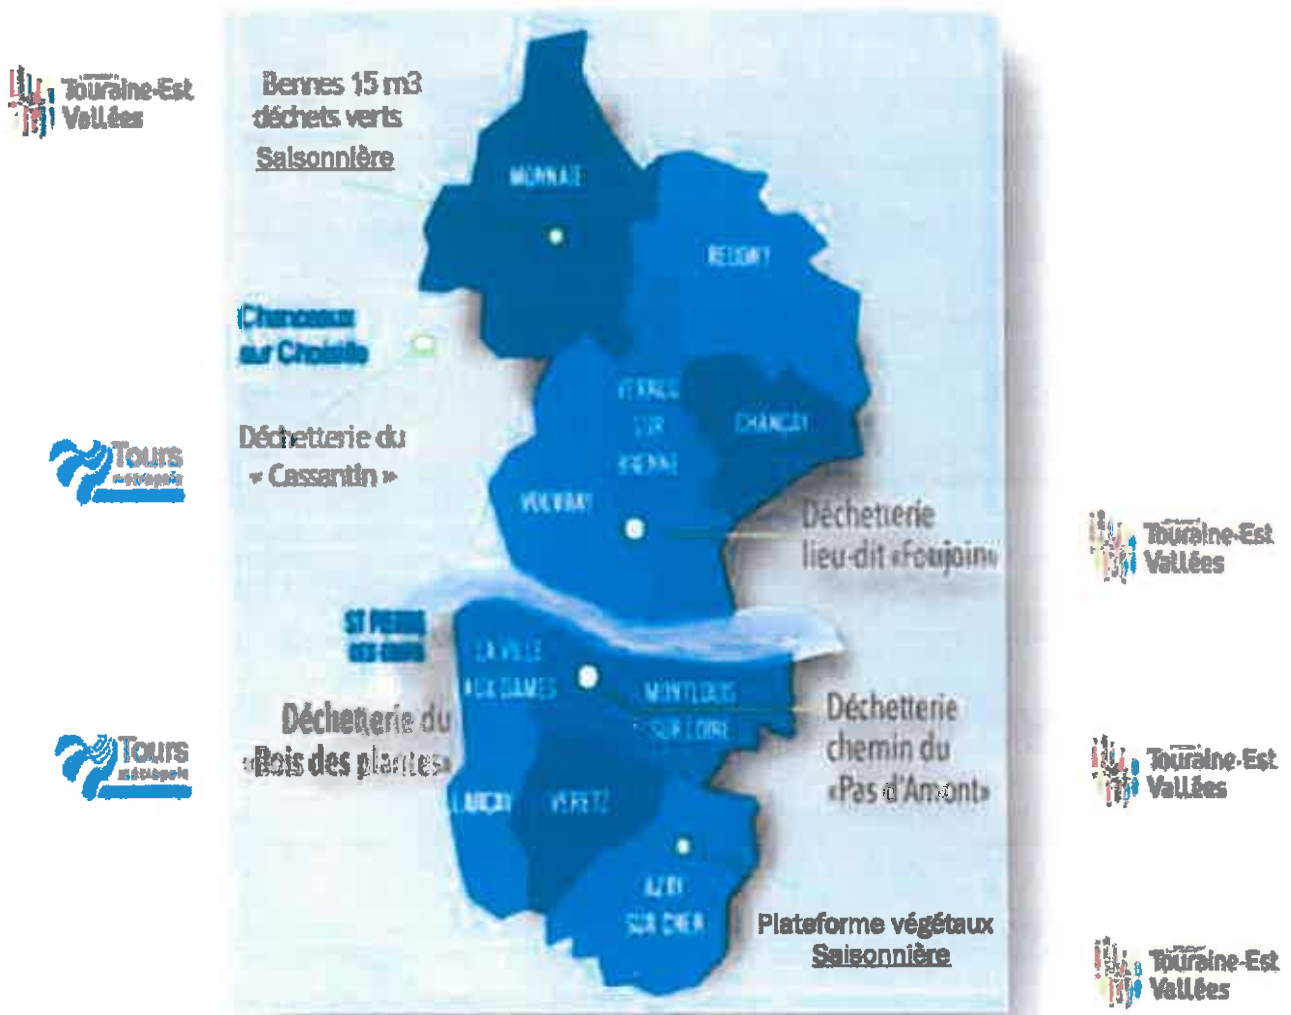 Touraine-Est
Vallées
Bennes 15 m3
déchets verts
Saisonnière
MONNAIE
REUGNY
Chanceaux
sur Choisille
VERNOU
SUR
BRENNE
CHANÇAY
Tours
métropole
Déchetterie du
« Cassantin »
VOUVRAY
Déchetterie
lieu-dit «Foujoin»
Touraine-Est
Vallées
ST PIERRE
DES CORPS
LA VILLE
AUX DAMES
MONTLOUIS
SUR LOIRE
Déchetterie du
«Bois des plantes»
Déchetterie
chemin du
«Pas d'Amont»
Tours
métropole
Touraine-Est
Vallées
LARÇAY
VERETZ
AZAY
SUR CHER
Plateforme végétaux
Saisonnière
Touraine-Est
Vallées